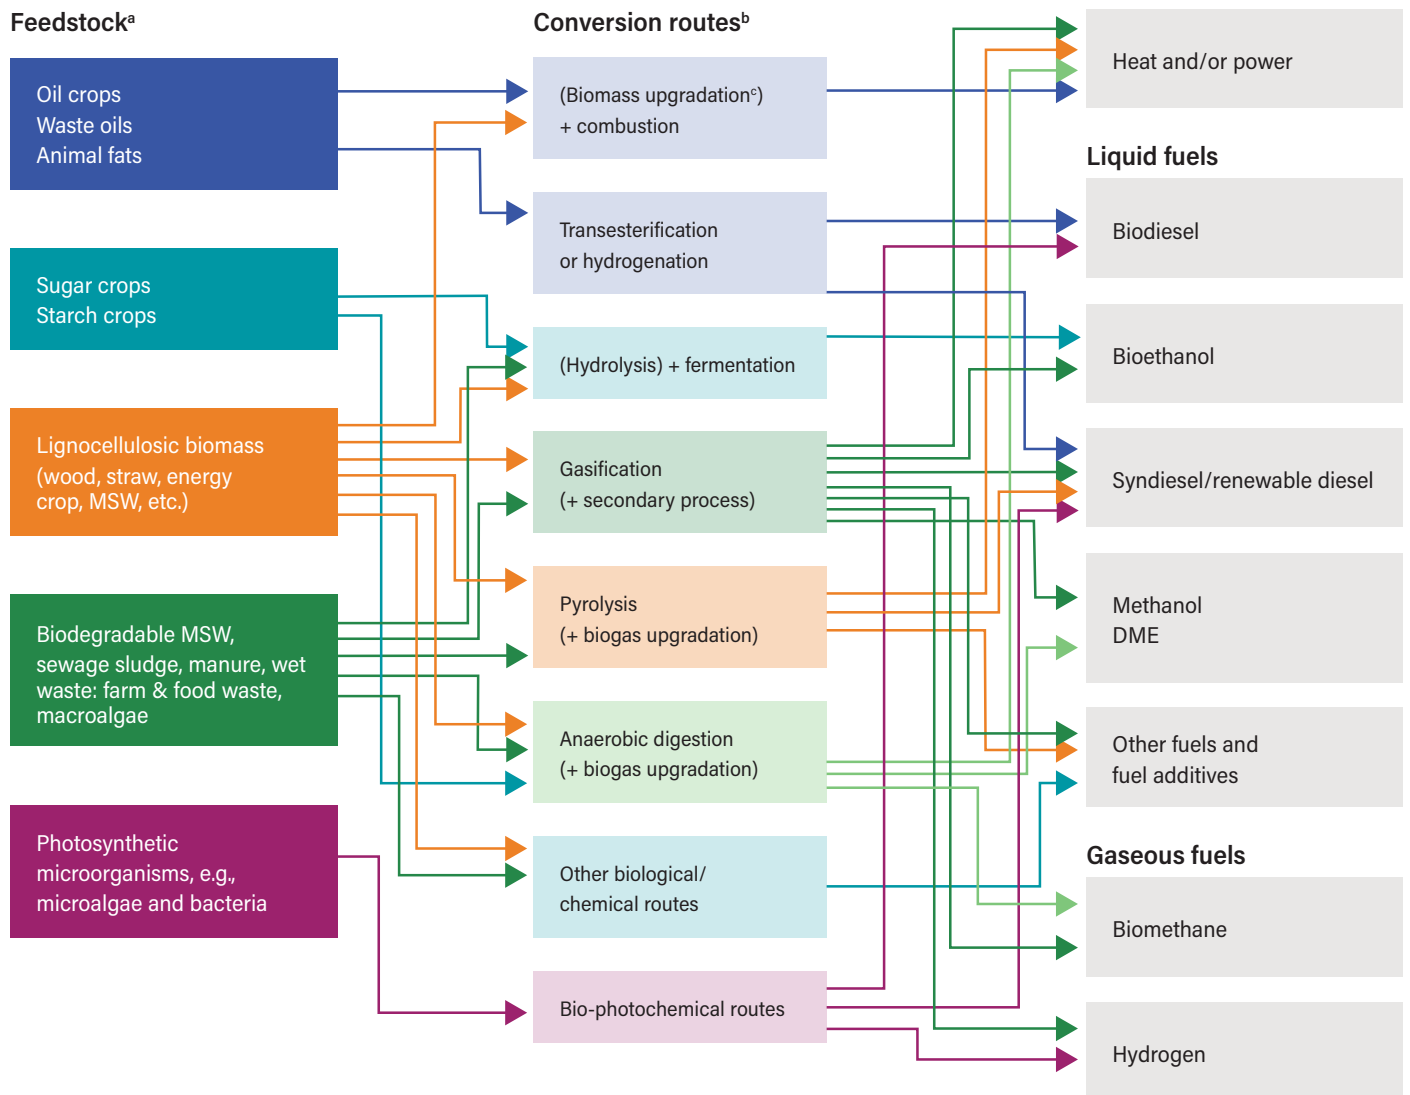 Feedstockᵃ
Oil crops
Waste oils
Animal fats
Sugar crops
Starch crops
Lignocellulosic biomass
(wood, straw, energy
crop, MSW, etc.)
Biodegradable MSW,
sewage sludge, manure, wet
waste: farm & food waste,
macroalgae
Photosynthetic
microorganisms, e.g.,
microalgae and bacteria
Conversion routesᵇ
(Biomass upgradationᶜ)
+ combustion
Transesterification
or hydrogenation
(Hydrolysis) + fermentation
Gasification
(+ secondary process)
Pyrolysis
(+ biogas upgradation)
Anaerobic digestion
(+ biogas upgradation)
Other biological/
chemical routes
Bio-photochemical routes
Heat and/or power
Liquid fuels
Biodiesel
Bioethanol
Syndiesel/renewable diesel
Methanol
DME
Other fuels and
fuel additives
Gaseous fuels
Biomethane
Hydrogen